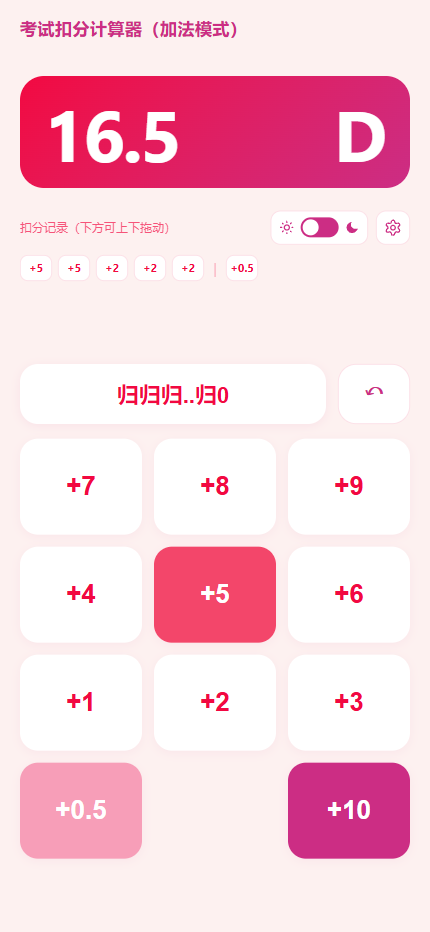 考试扣分计算器（加法模式）
16.5 D
扣分记录（下方可上下拖动）
+5 +5 +2 +2 +2 | +0.5
归归归..归0
+7 +8 +9
+4 +5 +6
+1 +2 +3
+0.5 +10